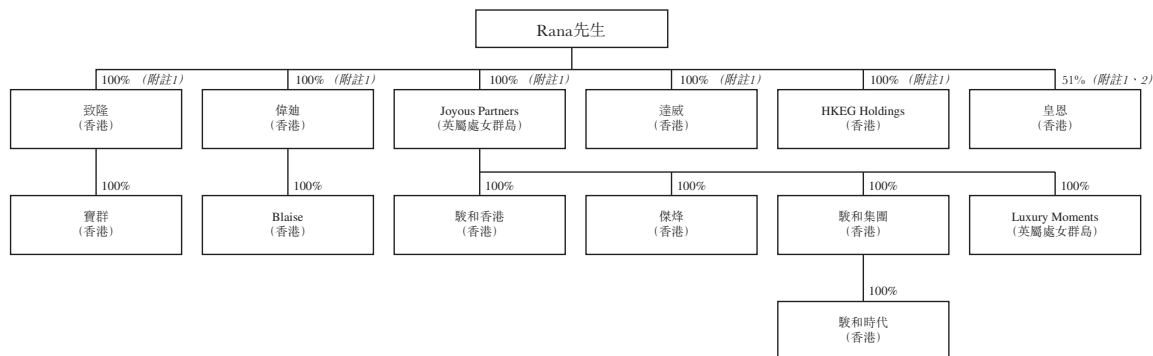 Rana先生
100% (附註1)
100% (附註1)
100% (附註1)
100% (附註1)
100% (附註1)
51% (附註1、2)
致隆
(香港)
偉廸
(香港)
Joyous Partners
(英屬處女群島)
達威
(香港)
HKEG Holdings
(香港)
皇恩
(香港)
100%
100%
100%
100%
100%
100%
寶群
(香港)
Blaise
(香港)
駿和香港
(香港)
傑烽
(香港)
駿和集團
(香港)
Luxury Moments
(英屬處女群島)
100%
駿和時代
(香港)